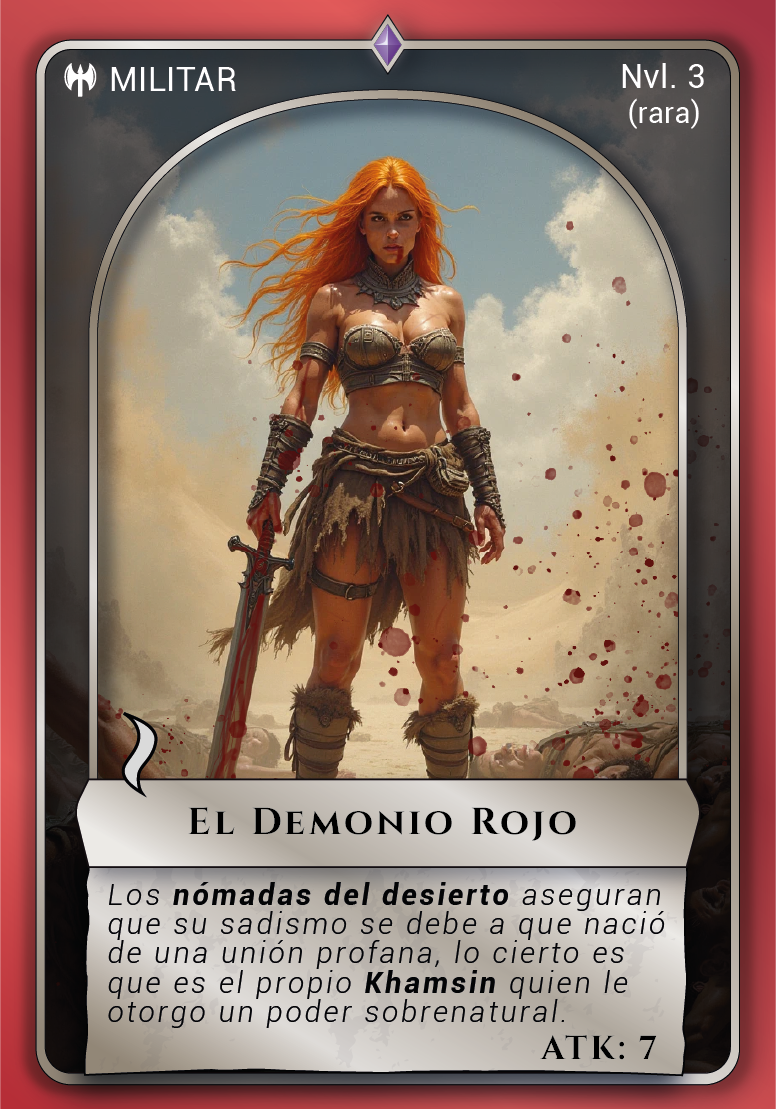 MILITAR
Nvl. 3
(rara)
El Demonio Rojo
Los nómadas del desierto aseguran
que su sadismo se debe a que nació
de una unión profana, lo cierto es
que es el propio Khamsin quien le
otorgo un poder sobrenatural.
ATK: 7